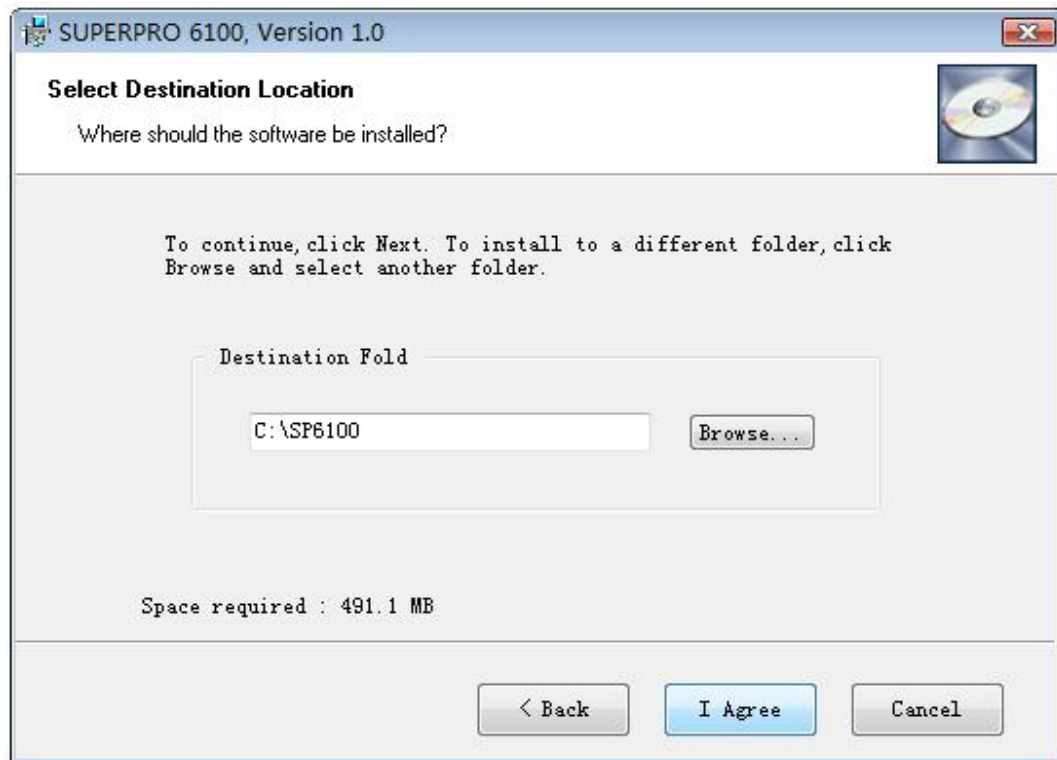 SUPERPRO 6100, Version 1.0
Select Destination Location
Where should the software be installed?
To continue, click Next. To install to a different folder, click
Browse and select another folder.
Destination Fold
C:\SP6100
Browse...
Space required : 491.1 MB
< Back
I Agree
Cancel